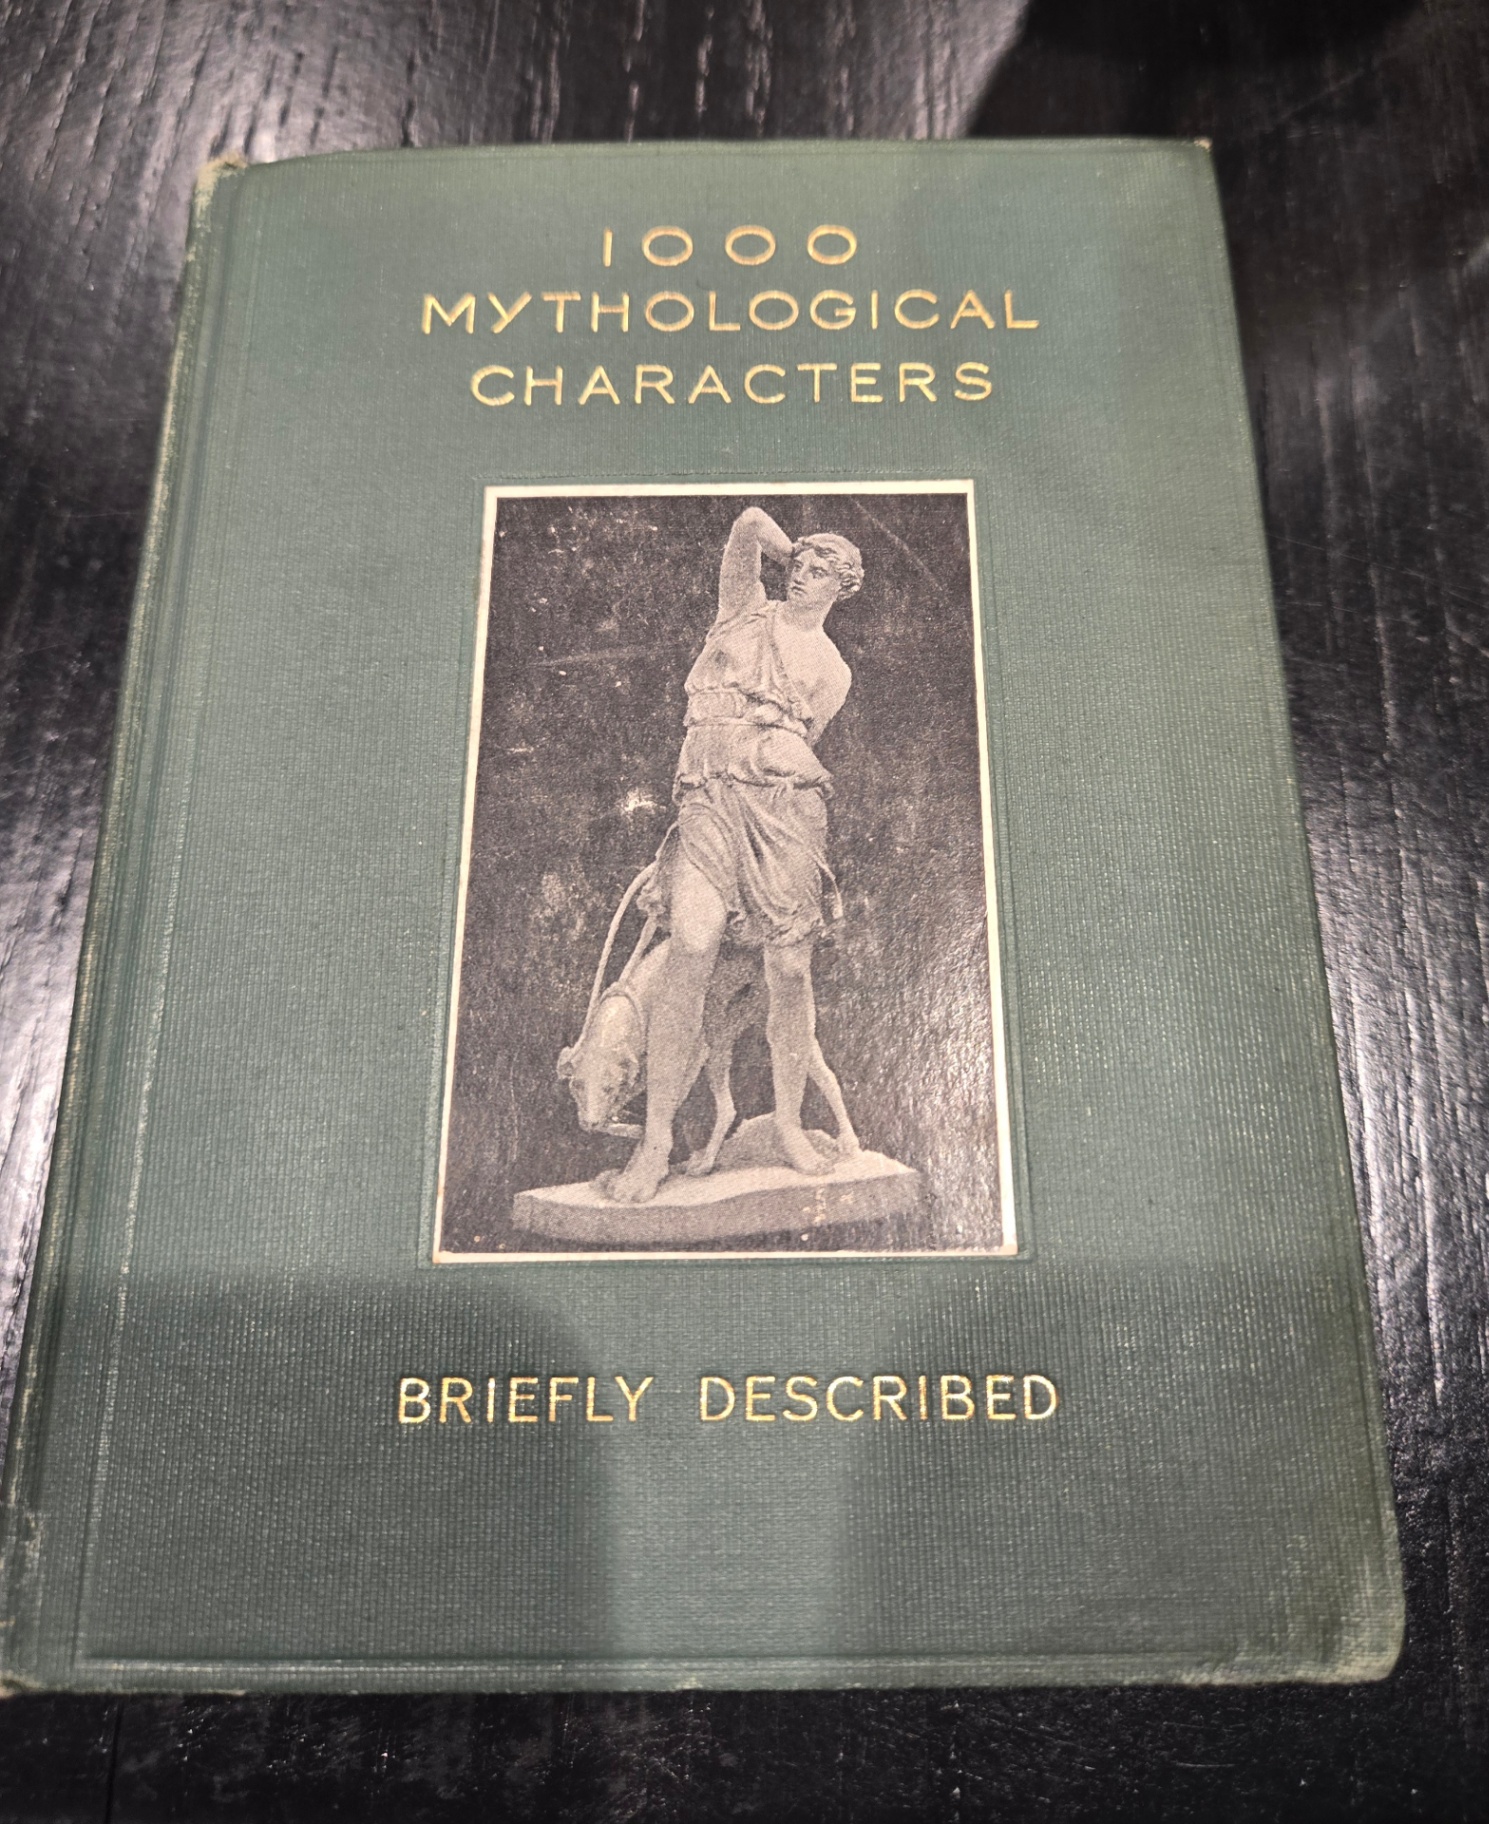 1000
MYTHOLOGICAL
CHARACTERS
BRIEFLY DESCRIBED